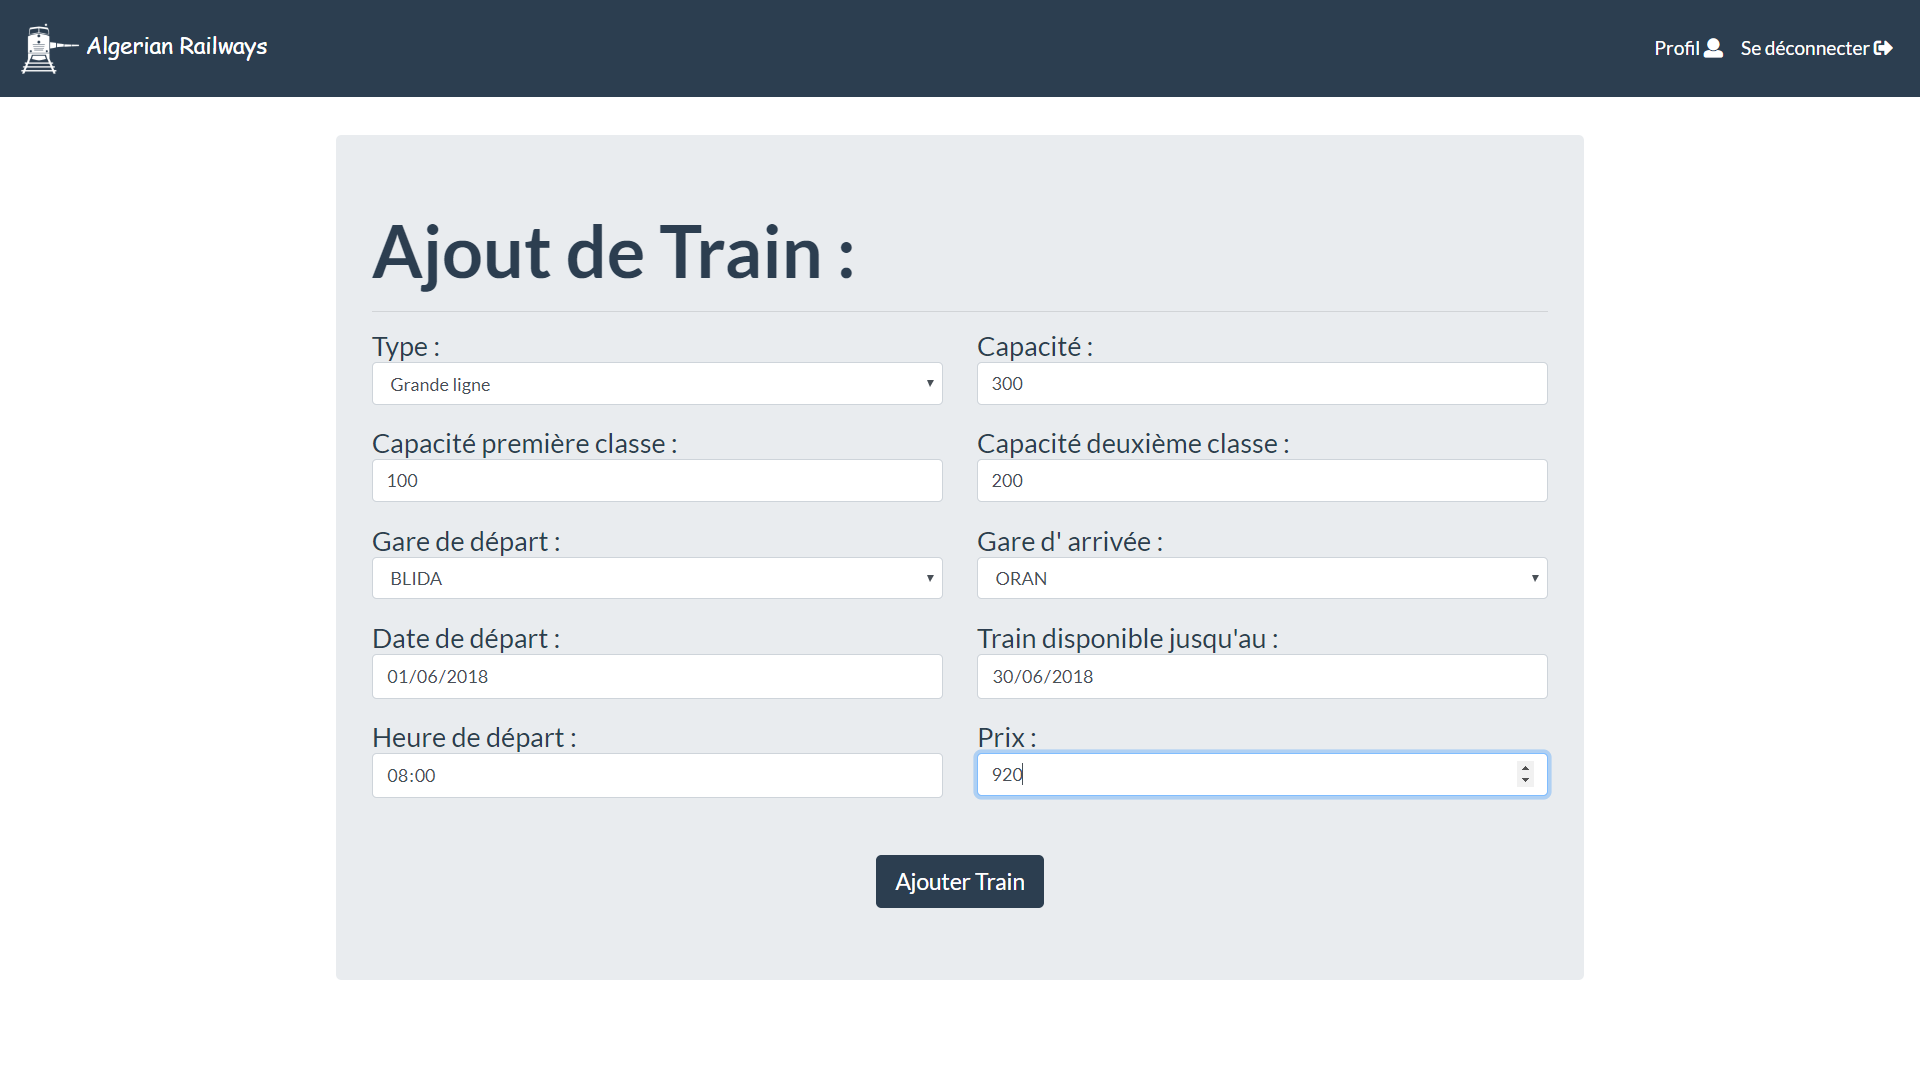 Algerian Railways
Profil Se déconnecter
Ajout de Train :
Type : Capacité :
Grande ligne 300
Capacité première classe : Capacité deuxième classe :
100 200
Gare de départ : Gare d' arrivée :
BLIDA ORAN
Date de départ : Train disponible jusqu'au :
01/06/2018 30/06/2018
Heure de départ : Prix :
08:00 920
Ajouter Train